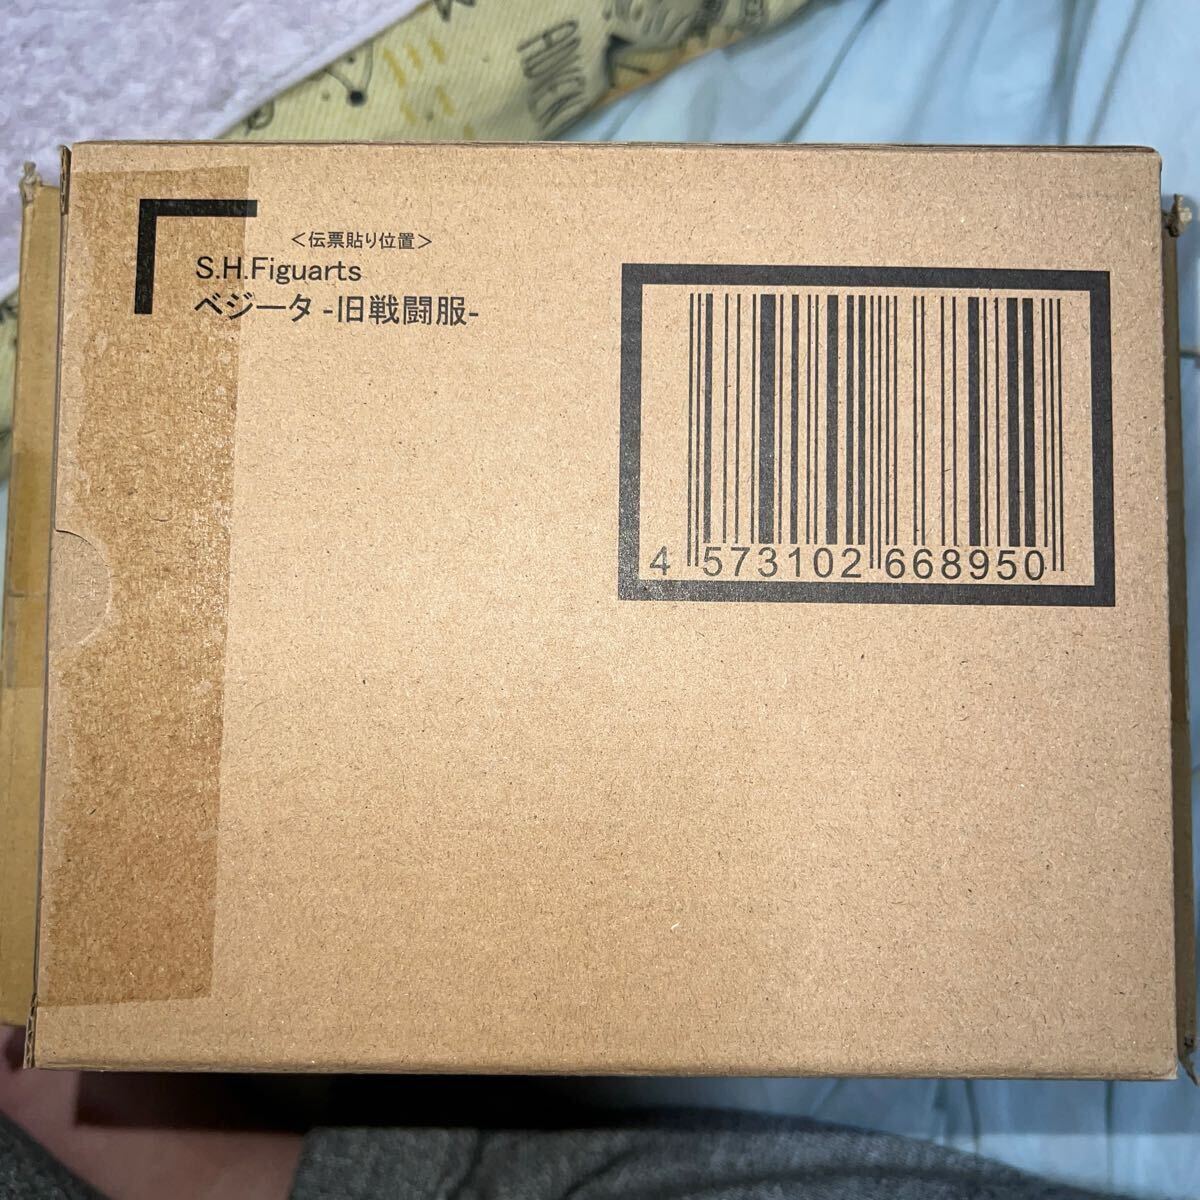 <伝票貼り位置>
S.H.Figuarts
ベジータ -旧戦闘服-
4 573102 668950